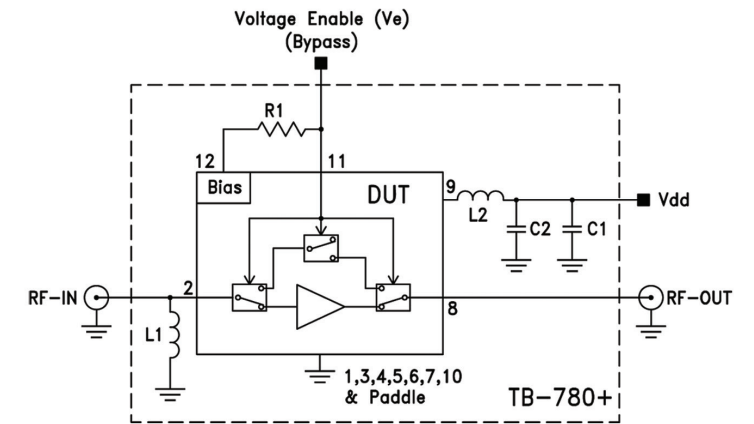 Voltage Enable (Ve)
(Bypass)
R1
12
11
Bias
DUT
9
L2
C2
C1
Vdd
RF-IN
2
8
RF-OUT
L1
1,3,4,5,6,7,10
& Paddle
TB-780+